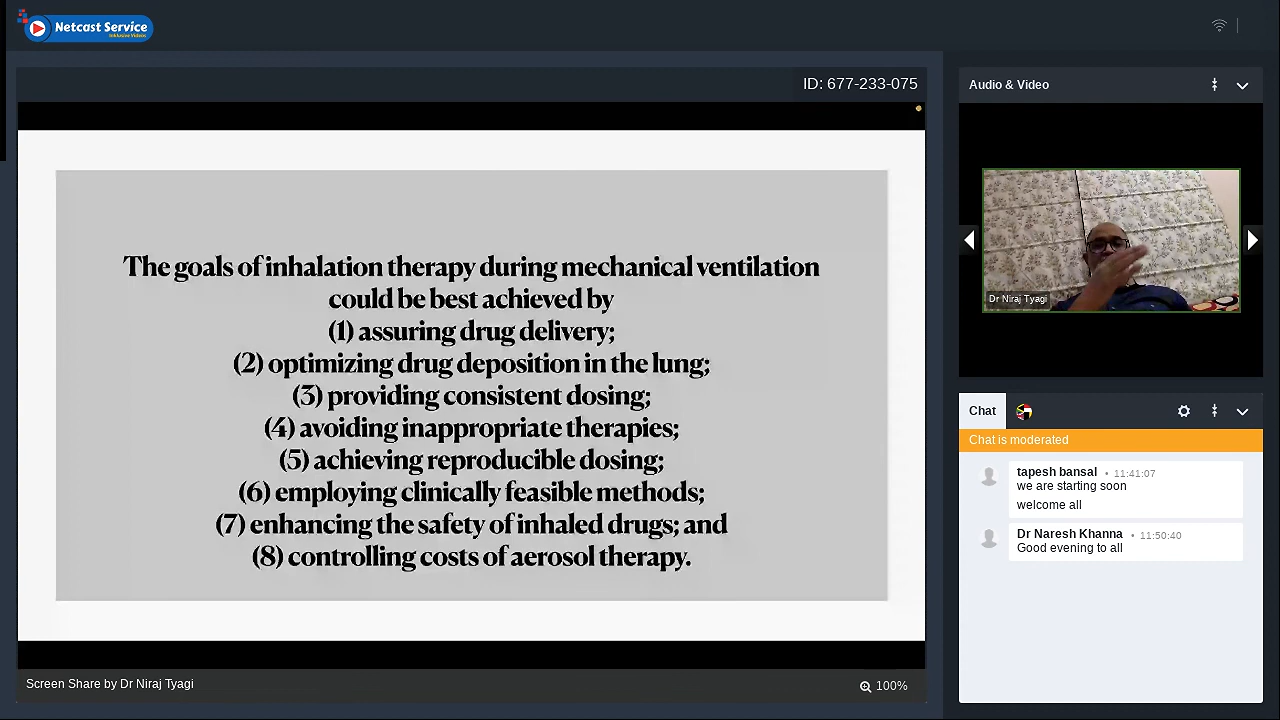 Netcast Service
Inklusive Videos
ID: 677-233-075
The goals of inhalation therapy during mechanical ventilation
could be best achieved by
(1) assuring drug delivery;
(2) optimizing drug deposition in the lung;
(3) providing consistent dosing;
(4) avoiding inappropriate therapies;
(5) achieving reproducible dosing;
(6) employing clinically feasible methods;
(7) enhancing the safety of inhaled drugs; and
(8) controlling costs of aerosol therapy.
Screen Share by Dr Niraj Tyagi
100%
Audio & Video
Dr Niraj Tyagi
Chat
Chat is moderated
tapesh bansal • 11:41:07
we are starting soon
welcome all
Dr Naresh Khanna • 11:50:40
Good evening to all